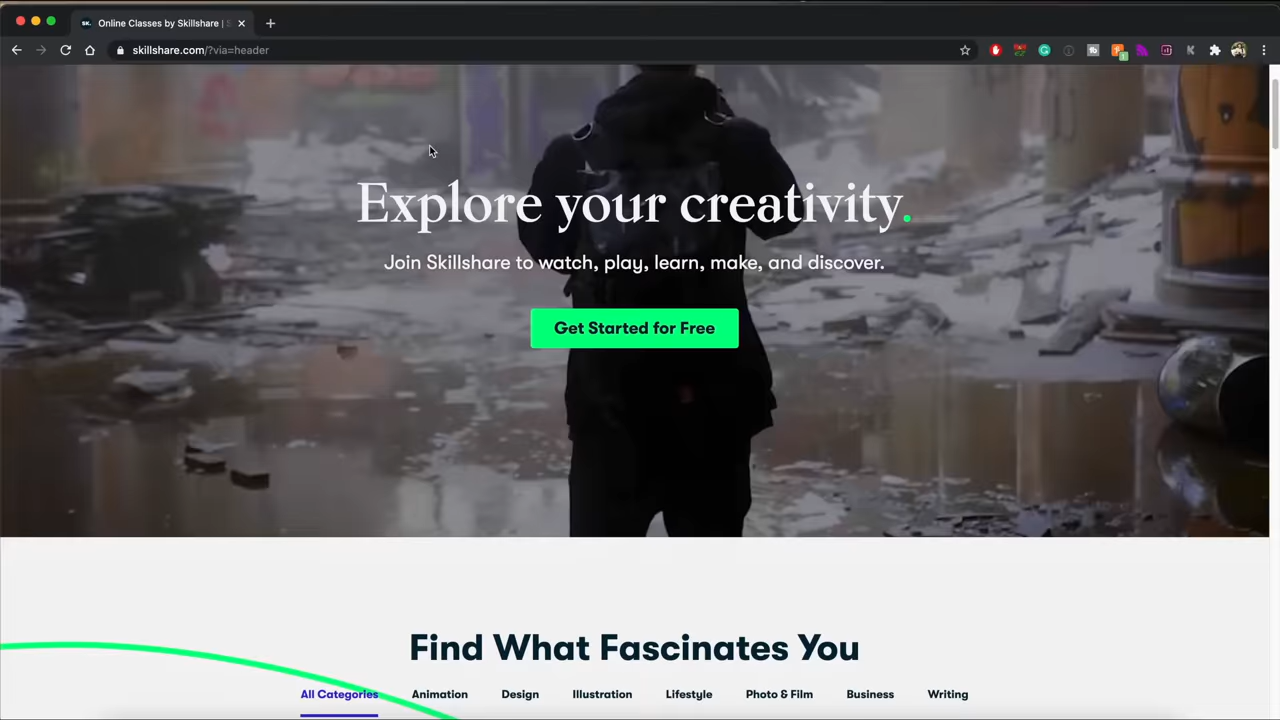 SK. Online Classes by Skillshare |
skillshare.com/?via=header
Explore your creativity.
Join Skillshare to watch, play, learn, make, and discover.
Get Started for Free
Find What Fascinates You
All Categories Animation Design Illustration Lifestyle Photo & Film Business Writing